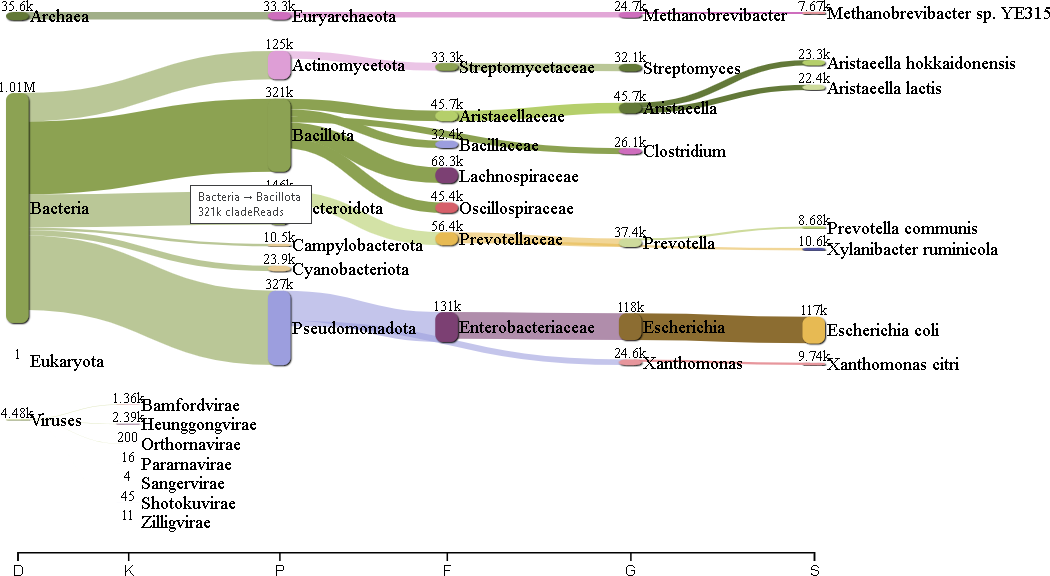 35.6k Archaea
33.3k Euryarchaeota
24.7k Methanobrevibacter
7.67k Methanobrevibacter sp. YE315
1.01M Bacteria
125k Actinomycetota
33.3k Streptomycetaceae
32.1k Streptomyces
23.3k Aristaeella hokkaidonensis
22.4k Aristaeella lactis
321k Bacillota
45.7k Aristaeellaceae
45.7k Aristaeella
32.4k Bacillaceae
26.1k Clostridium
68.3k Lachnospiraceae
45.4k Oscillospiraceae
Bacteria → Bacillota
321k cladeReads
146k cteroidota
56.4k Prevotellaceae
37.4k Prevotella
8.68k Prevotella communis
10.6k Xylanibacter ruminicola
10.5k Campylobacterota
23.9k Cyanobacteriota
327k Pseudomonadota
131k Enterobacteriaceae
118k Escherichia
117k Escherichia coli
24.6k Xanthomonas
9.74k Xanthomonas citri
1 Eukaryota
4.48k Viruses
1.36k Bamfordvirae
2.39k Heunggongvirae
200 Orthornavirae
16 Pararnavirae
4 Sangervirae
45 Shotokuvirae
11 Zilligvirae
D K P F G S